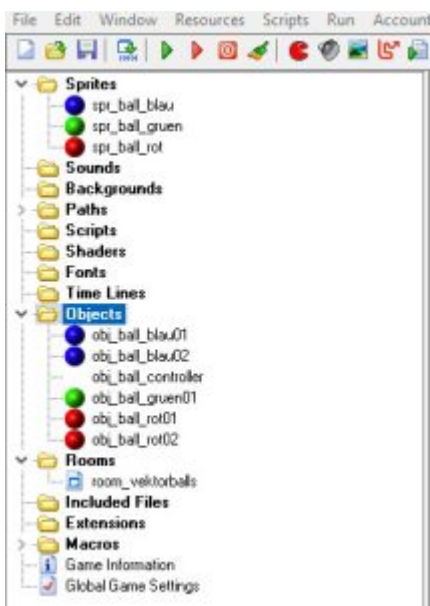 File Edit Window Resources Scripts Run Account
Sprites
spr_ball_blau
spr_ball_gruen
spr_ball_rot
Sounds
Backgrounds
Paths
Scripts
Shaders
Fonts
Time Lines
Objects
obj_ball_blau01
obj_ball_blau02
obj_ball_controller
obj_ball_gruen01
obj_ball_rot01
obj_ball_rot02
Rooms
room_vektorballs
Included Files
Extensions
Macros
Game Information
Global Game Settings